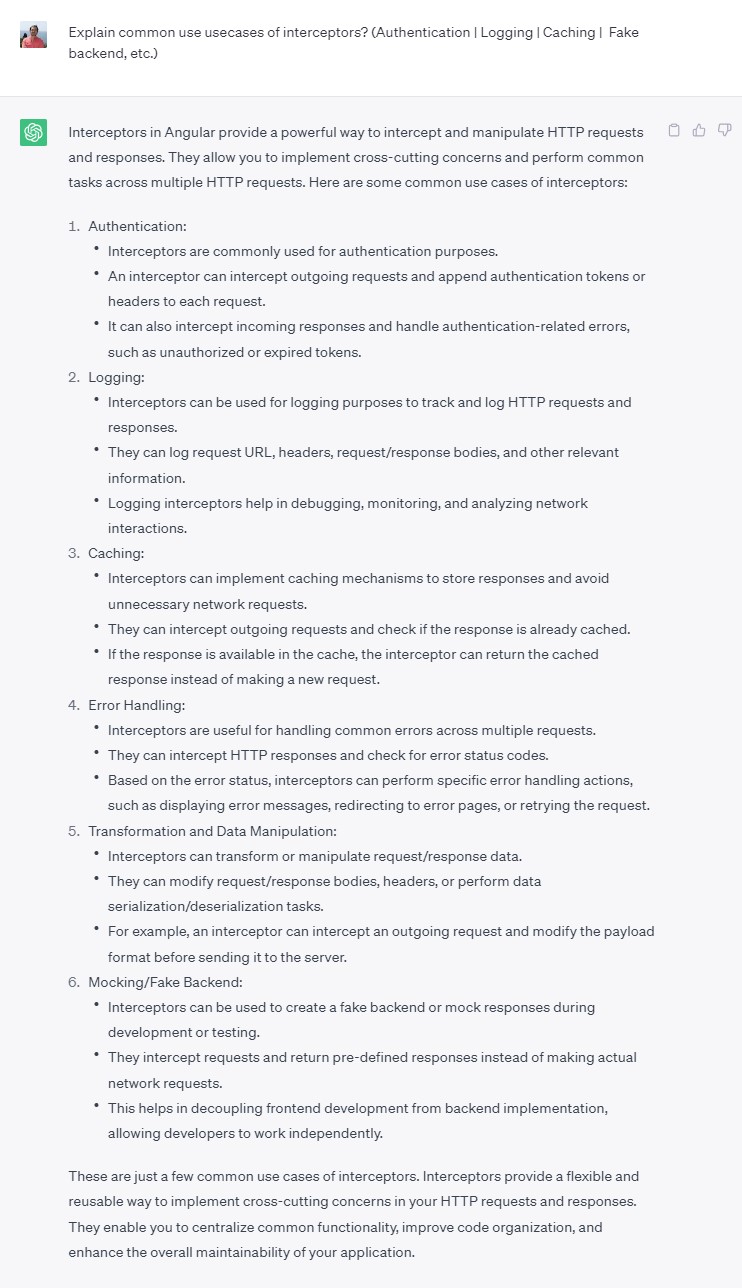 Explain common use usecases of interceptors? (Authentication | Logging | Caching |  Fake
backend, etc.)
Interceptors in Angular provide a powerful way to intercept and manipulate HTTP requests
and responses. They allow you to implement cross-cutting concerns and perform common
tasks across multiple HTTP requests. Here are some common use cases of interceptors:
1. Authentication:
• Interceptors are commonly used for authentication purposes.
• An interceptor can intercept outgoing requests and append authentication tokens or
headers to each request.
• It can also intercept incoming responses and handle authentication-related errors,
such as unauthorized or expired tokens.
2. Logging:
• Interceptors can be used for logging purposes to track and log HTTP requests and
responses.
• They can log request URL, headers, request/response bodies, and other relevant
information.
• Logging interceptors help in debugging, monitoring, and analyzing network
interactions.
3. Caching:
• Interceptors can implement caching mechanisms to store responses and avoid
unnecessary network requests.
• They can intercept outgoing requests and check if the response is already cached.
• If the response is available in the cache, the interceptor can return the cached
response instead of making a new request.
4. Error Handling:
• Interceptors are useful for handling common errors across multiple requests.
• They can intercept HTTP responses and check for error status codes.
• Based on the error status, interceptors can perform specific error handling actions,
such as displaying error messages, redirecting to error pages, or retrying the request.
5. Transformation and Data Manipulation:
• Interceptors can transform or manipulate request/response data.
• They can modify request/response bodies, headers, or perform data
serialization/deserialization tasks.
• For example, an interceptor can intercept an outgoing request and modify the payload
format before sending it to the server.
6. Mocking/Fake Backend:
• Interceptors can be used to create a fake backend or mock responses during
development or testing.
• They intercept requests and return pre-defined responses instead of making actual
network requests.
• This helps in decoupling frontend development from backend implementation,
allowing developers to work independently.
These are just a few common use cases of interceptors. Interceptors provide a flexible and
reusable way to implement cross-cutting concerns in your HTTP requests and responses.
They enable you to centralize common functionality, improve code organization, and
enhance the overall maintainability of your application.